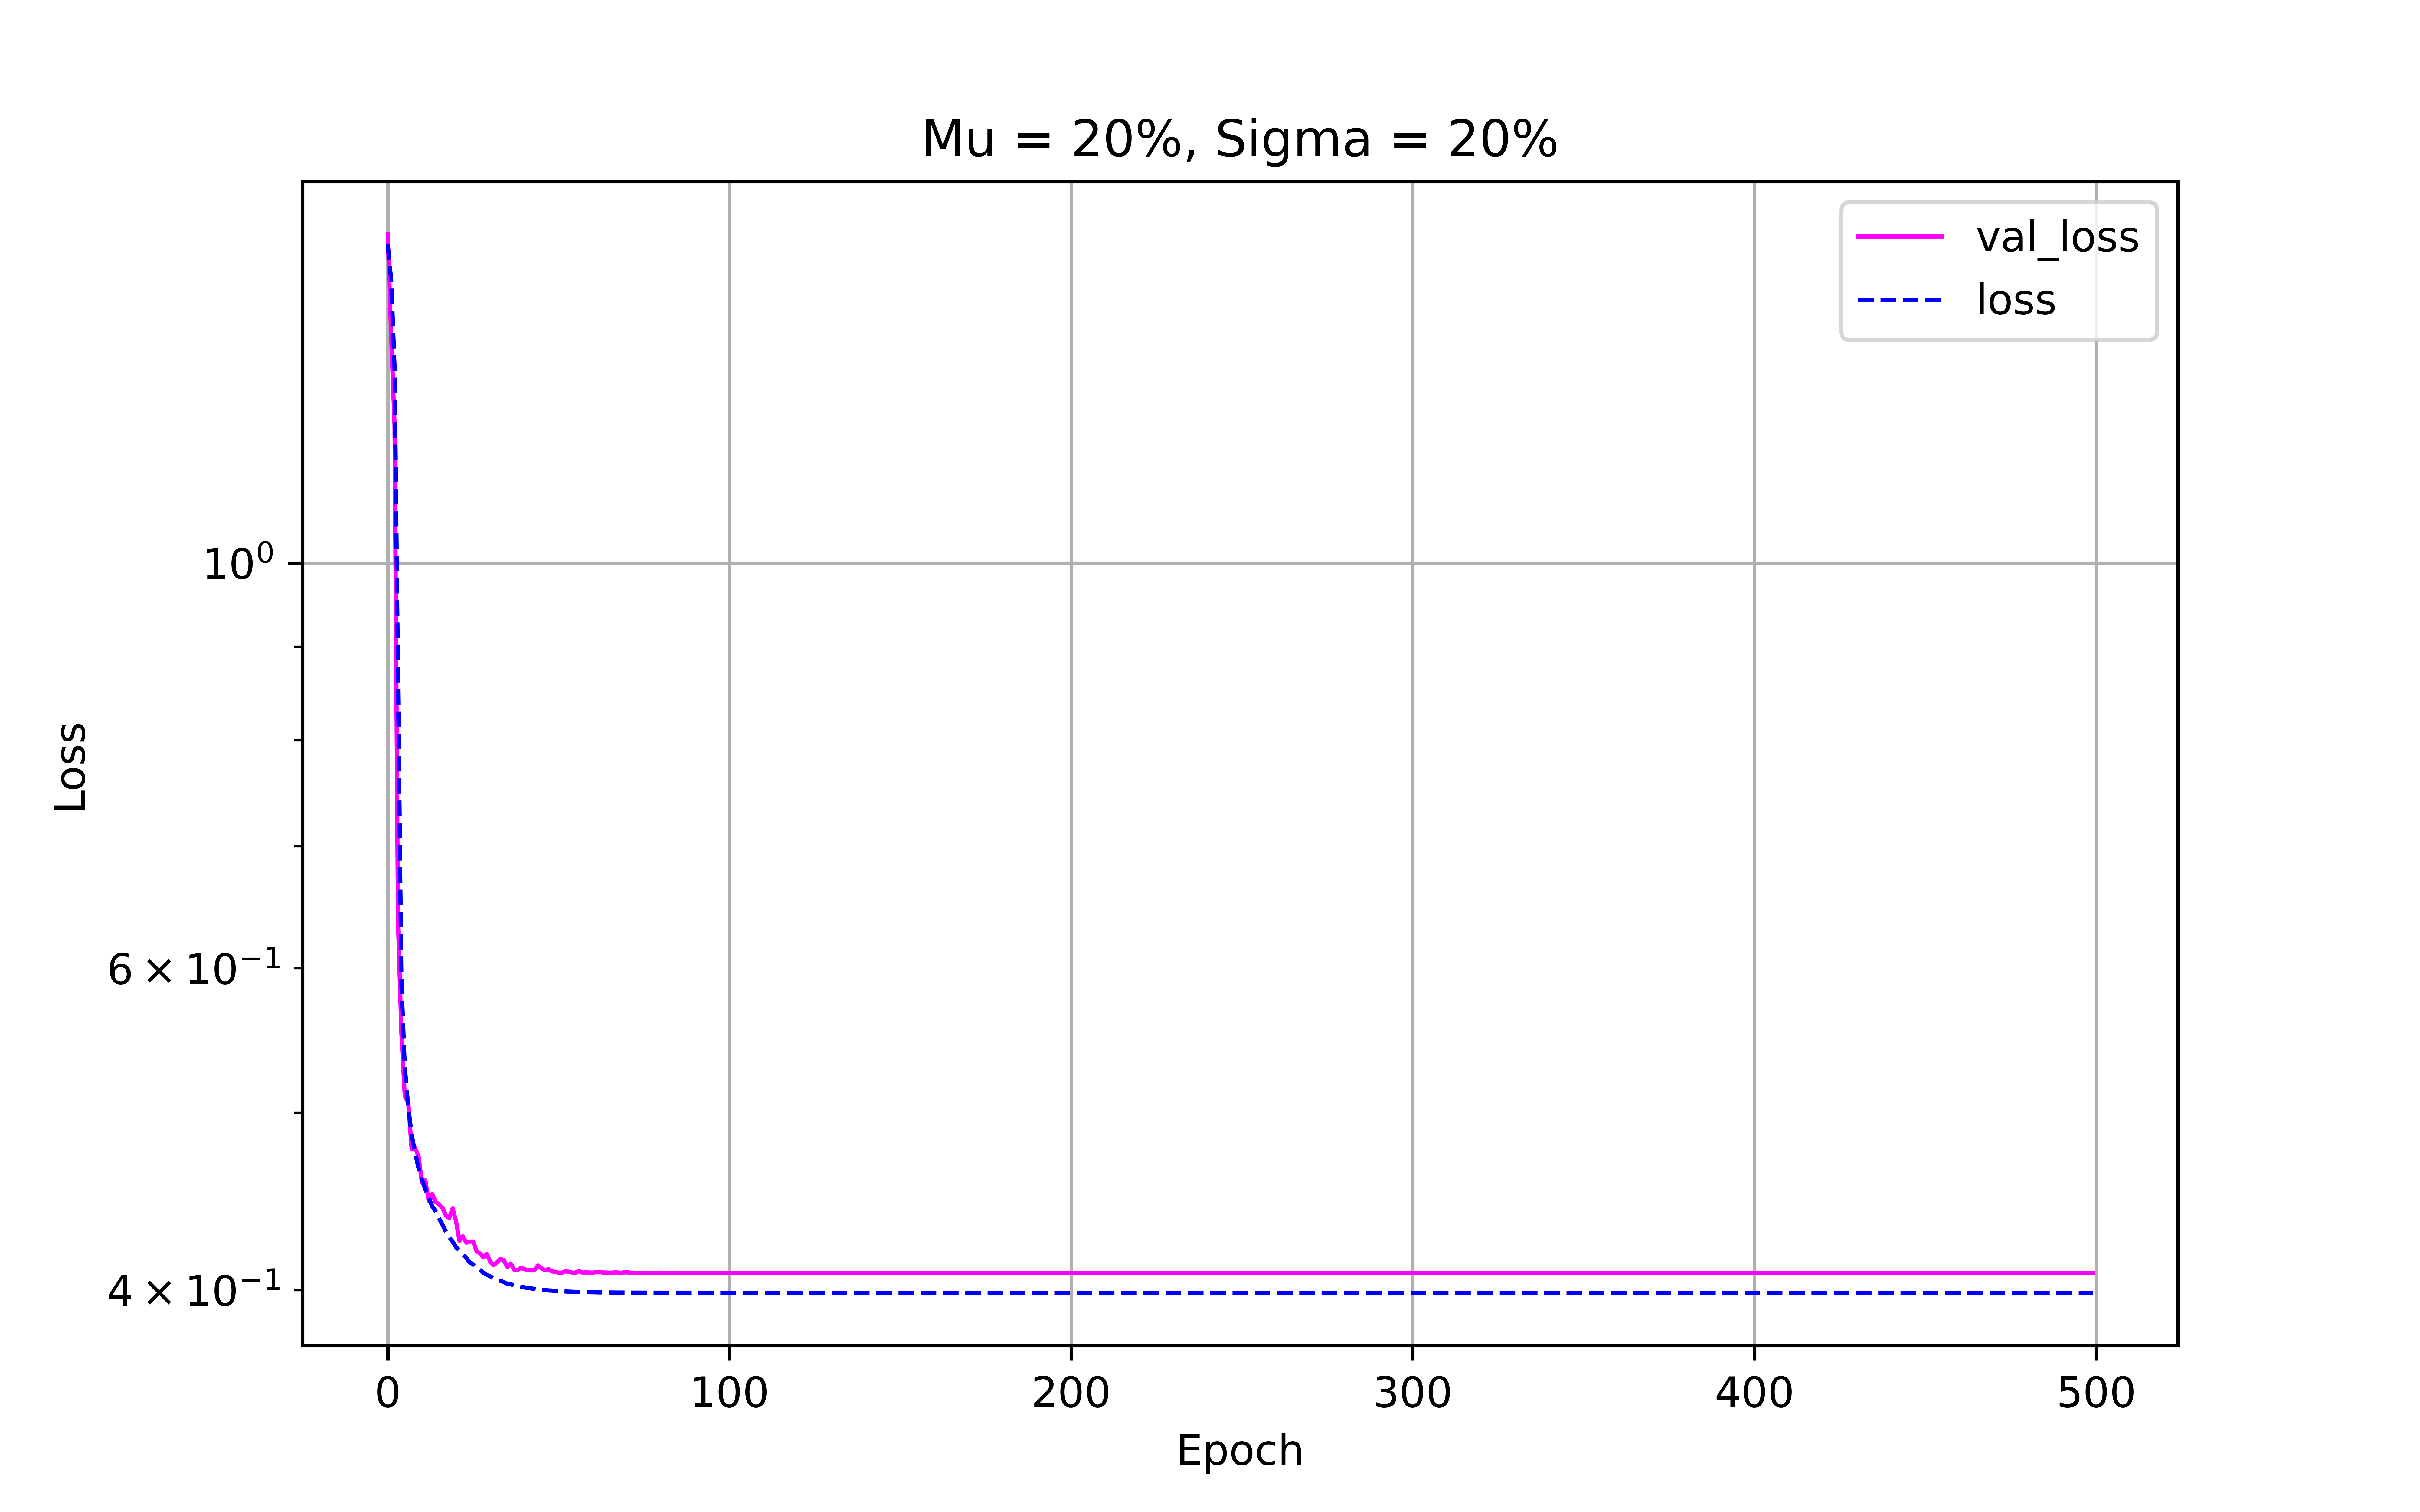 Mu = 20%, Sigma = 20%
val_loss
loss
10⁰
6 × 10⁻¹
4 × 10⁻¹
Loss
0 100 200 300 400 500
Epoch